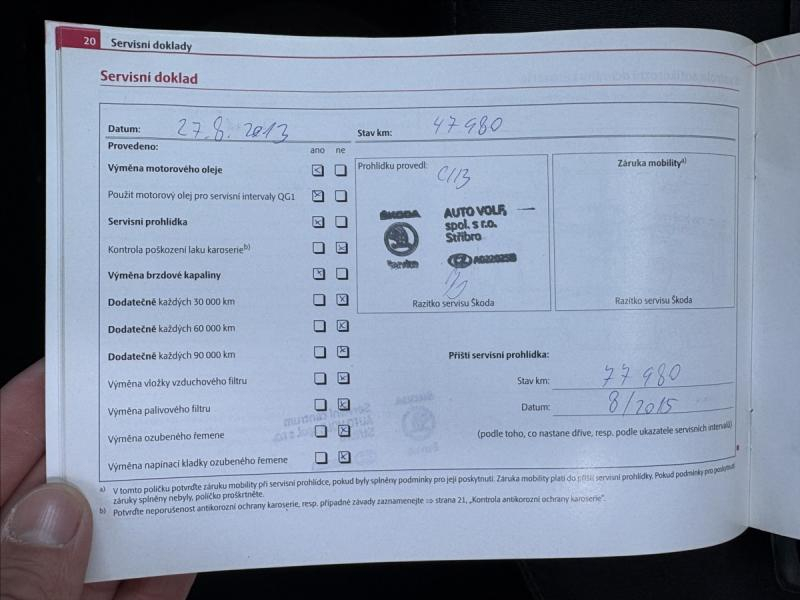 20 Servisní doklady
Servisní doklad
Datum: 27.8.2013 Stav km: 47 980
Provedeno:
ano ne
Výměna motorového oleje
Použit motorový olej pro servisní intervaly QG1
Servisní prohlídka
Kontrola poškození laku karoserie b)
Výměna brzdové kapaliny
Dodatečně každých 30 000 km
Dodatečně každých 60 000 km
Dodatečně každých 90 000 km
Výměna vložky vzduchového filtru
Výměna palivového filtru
Výměna ozubeného řemene
Výměna napínací kladky ozubeného řemene
Prohlídku provedl:
ŠKODA
Service
AUTO VOLF,
spol. s r.o.
Stříbro
CZ
Razítko servisu Škoda
Záruka mobility a)
Razítko servisu Škoda
Příští servisní prohlídka:
Stav km: 77 980
Datum: 8/2015
(podle toho, co nastane dříve, resp. podle ukazatele servisních intervalů)
a) V tomto políčku potvrďte záruku mobility při servisní prohlídce, pokud byly splněny podmínky pro její poskytnutí. Záruka mobility platí do příští servisní prohlídky. Pokud podmínky pro poskytnutí
záruky splněny nebyly, políčko proškrtněte.
b) Potvrďte neporušenost antikorozní ochrany karoserie, resp. případné závady zaznamenejte ⇒ strana 21, „Kontrola antikorozní ochrany karoserie“.